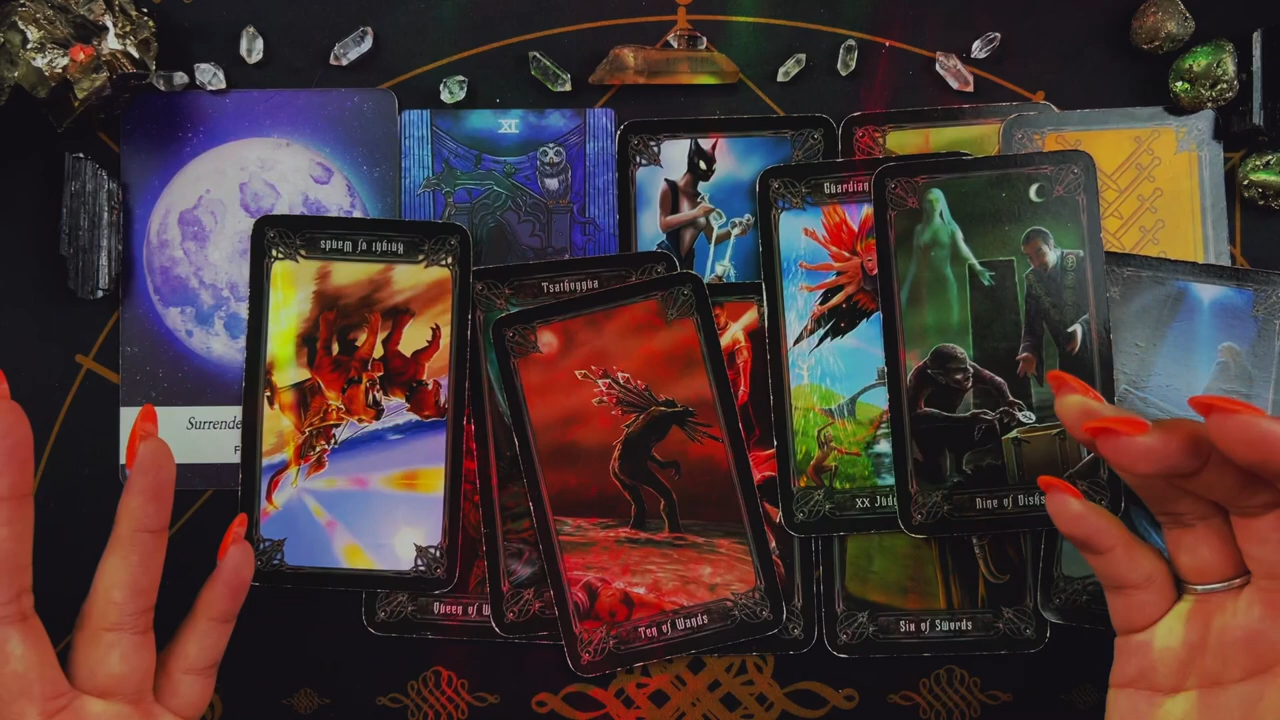 XI
Guardian
Knight of Wands
Tsathoggua
Surrende
F
XX Jud
Nine of Disks
Queen of W
Ten of Wands
Six of Swords